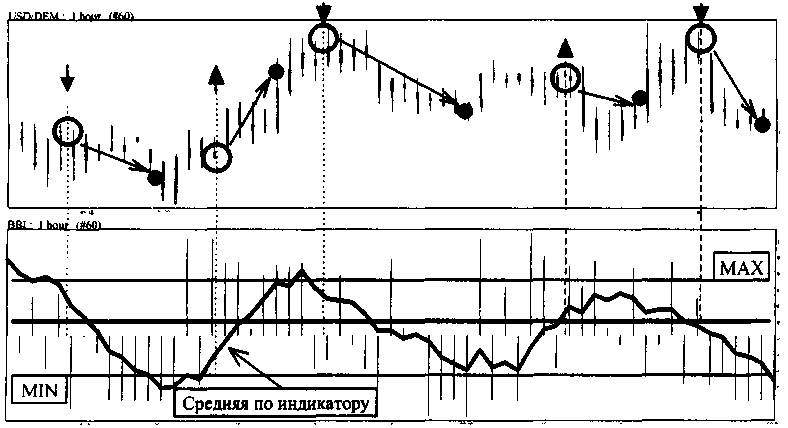 USD/DEM: 1 hour (#60)
BBI: 1 hour (#60)
MAX
MIN
Средняя по индикатору